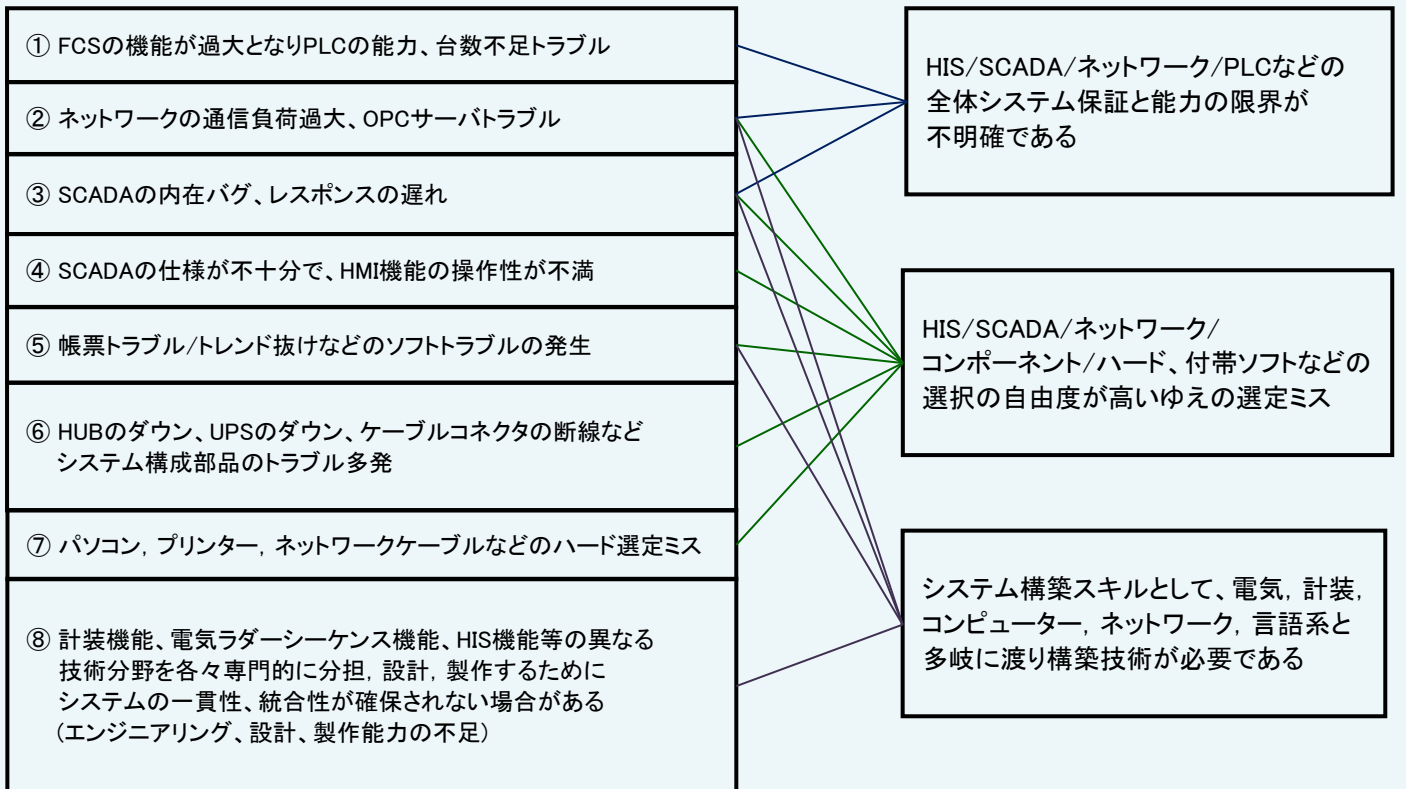 ① FCSの機能が過大となりPLCの能力、台数不足トラブル
② ネットワークの通信負荷過大、OPCサーバトラブル
③ SCADAの内在バグ、レスポンスの遅れ
④ SCADAの仕様が不十分で、HMI機能の操作性が不満
⑤ 帳票トラブル/トレンド抜けなどのソフトトラブルの発生
⑥ HUBのダウン、UPSのダウン、ケーブルコネクタの断線など
システム構成部品のトラブル多発
⑦ パソコン, プリンター, ネットワークケーブルなどのハード選定ミス
⑧ 計装機能、電気ラダーシーケンス機能、HIS機能等の異なる
技術分野を各々専門的に分担, 設計, 製作するために
システムの一貫性、統合性が確保されない場合がある
(エンジニアリング、設計、製作能力の不足)
HIS/SCADA/ネットワーク/PLCなどの
全体システム保証と能力の限界が
不明確である
HIS/SCADA/ネットワーク/
コンポーネント/ハード、付帯ソフトなどの
選択の自由度が高いゆえの選定ミス
システム構築スキルとして、電気, 計装,
コンピューター, ネットワーク, 言語系と
多岐に渡り構築技術が必要である